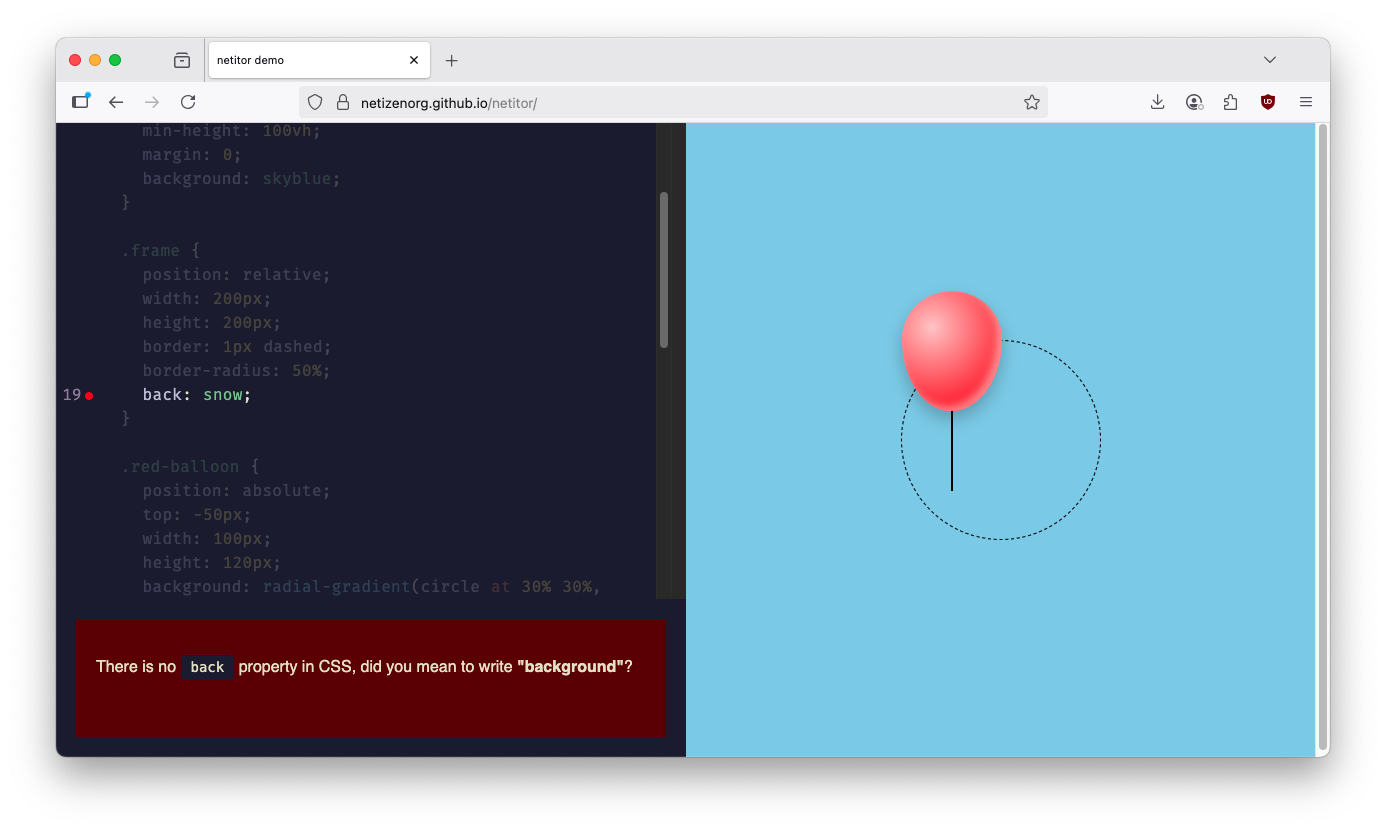 netitor demo
netizenorg.github.io/netitor/
UD
min-height: 100vh;
margin: 0;
background: skyblue;
}
.frame {
position: relative;
width: 200px;
height: 200px;
border: 1px dashed;
border-radius: 50%;
19 back: snow;
}
.red-balloon {
position: absolute;
top: -50px;
width: 100px;
height: 120px;
background: radial-gradient(circle at 30% 30%,
There is no back property in CSS, did you mean to write "background"?